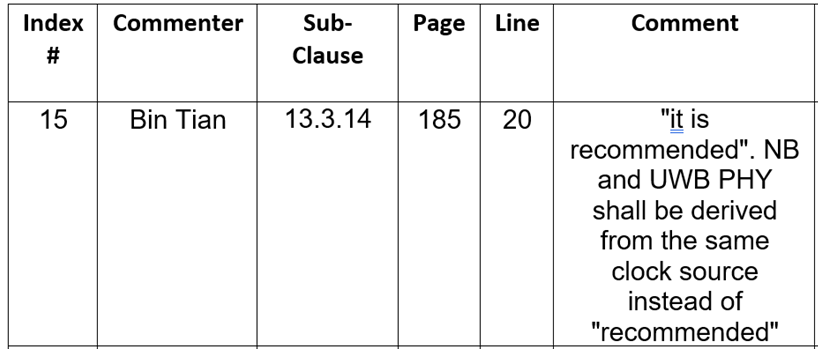 Index # Commenter Sub-Clause Page Line Comment
15 Bin Tian 13.3.14 185 20 "it is
recommended". NB
and UWB PHY
shall be derived
from the same
clock source
instead of
"recommended"